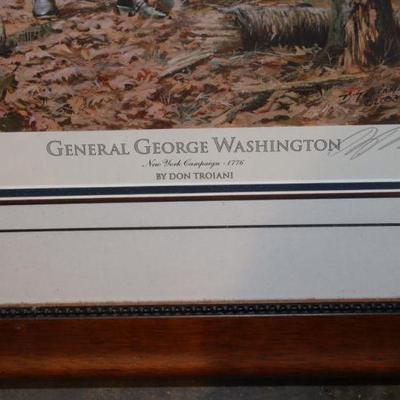 GENERAL GEORGE WASHINGTON
New York Campaign - 1776
BY DON TROIANI